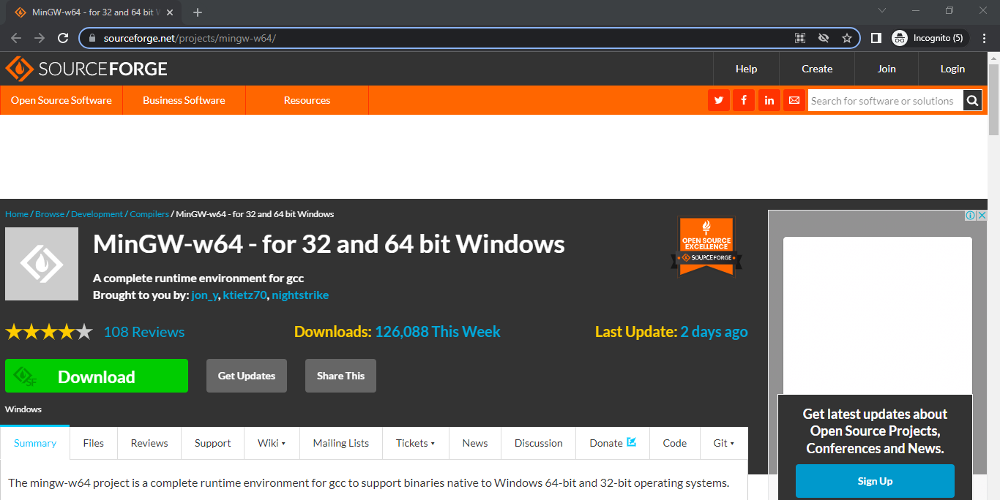 MinGW-w64 - for 32 and 64 bit
sourceforge.net/projects/mingw-w64/
Incognito (5)
SOURCEFORGE
Help
Create
Join
Login
Open Source Software
Business Software
Resources
Search for software or solutions
Home / Browse / Development / Compilers / MinGW-w64 - for 32 and 64 bit Windows
MinGW-w64 - for 32 and 64 bit Windows
OPEN SOURCE
EXCELLENCE
SOURCEFORGE
A complete runtime environment for gcc
Brought to you by: jon_y, ktietz70, nightstrike
108 Reviews
Downloads: 126,088 This Week
Last Update: 2 days ago
SF
Download
Get Updates
Share This
Windows
Summary
Files
Reviews
Support
Wiki
Mailing Lists
Tickets
News
Discussion
Donate
Code
Git
The mingw-w64 project is a complete runtime environment for gcc to support binaries native to Windows 64-bit and 32-bit operating systems.
Get latest updates about
Open Source Projects,
Conferences and News.
Sign Up